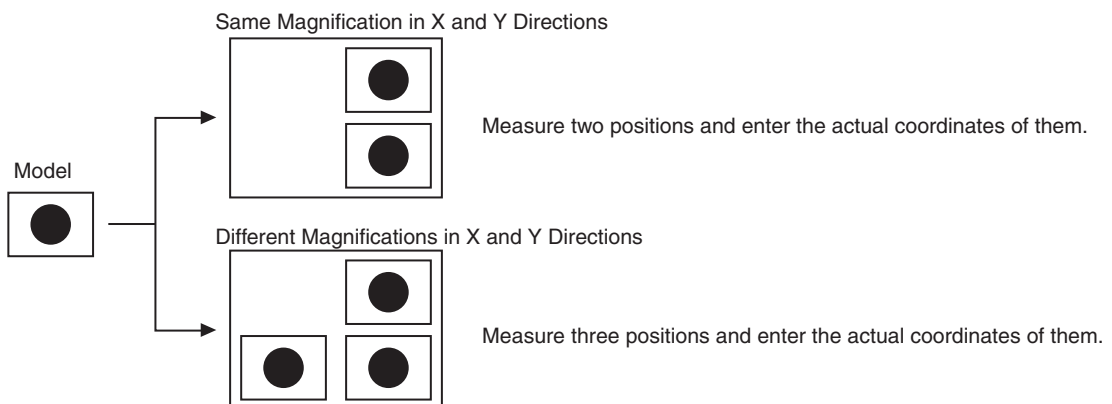 Same Magnification in X and Y Directions
Measure two positions and enter the actual coordinates of them.
Model
Different Magnifications in X and Y Directions
Measure three positions and enter the actual coordinates of them.